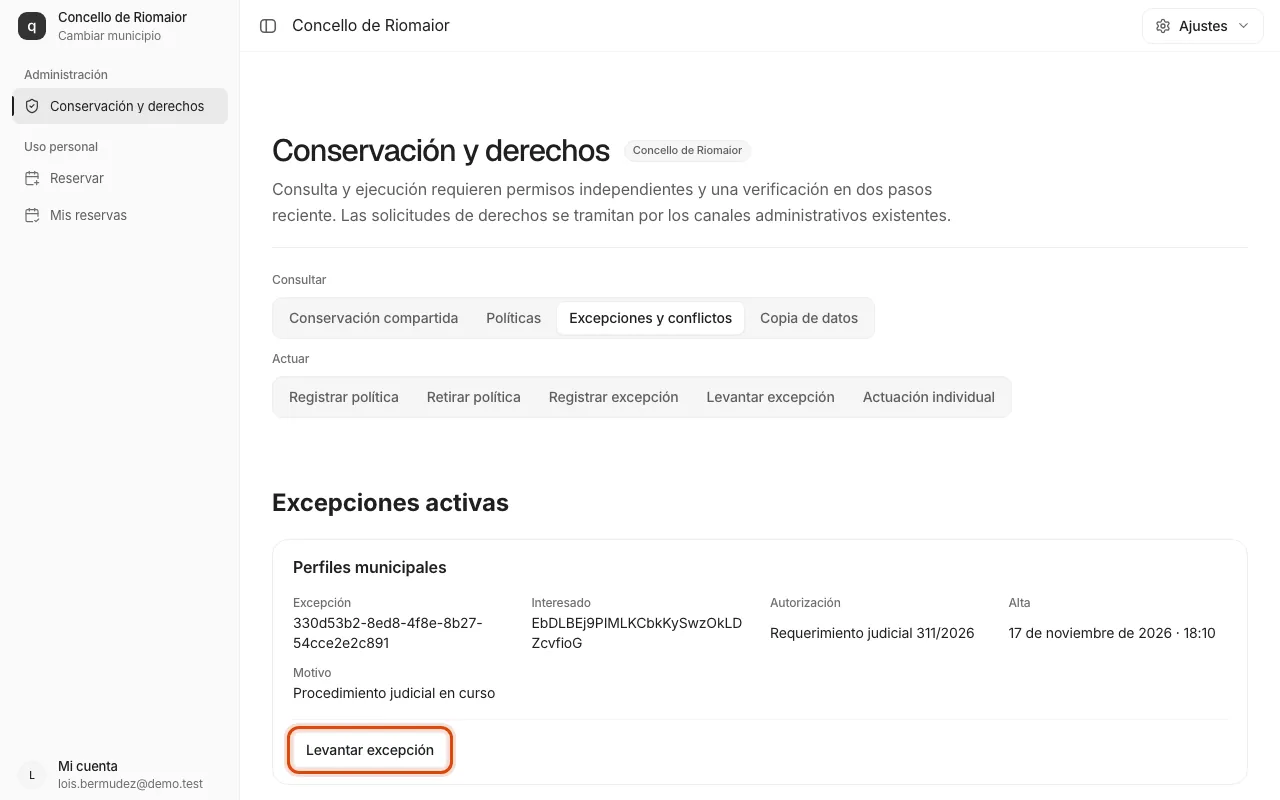 q
Concello de Riomaior
Cambiar municipio
Administración
Conservación y derechos
Uso personal
Reservar
Mis reservas
L
Mi cuenta
lois.bermudez@demo.test
Concello de Riomaior
Ajustes
Conservación y derechos
Concello de Riomaior
Consulta y ejecución requieren permisos independientes y una verificación en dos pasos
reciente. Las solicitudes de derechos se tramitan por los canales administrativos existentes.
Consultar
Conservación compartida
Políticas
Excepciones y conflictos
Copia de datos
Actuar
Registrar política
Retirar política
Registrar excepción
Levantar excepción
Actuación individual
Excepciones activas
Perfiles municipales
Excepción
330d53b2-8ed8-4f8e-8b27-
54cce2e2c891
Interesado
EbDLBEj9PIMLKCbkKySwzOkLD
ZcvfioG
Autorización
Requerimiento judicial 311/2026
Alta
17 de noviembre de 2026 · 18:10
Motivo
Procedimiento judicial en curso
Levantar excepción